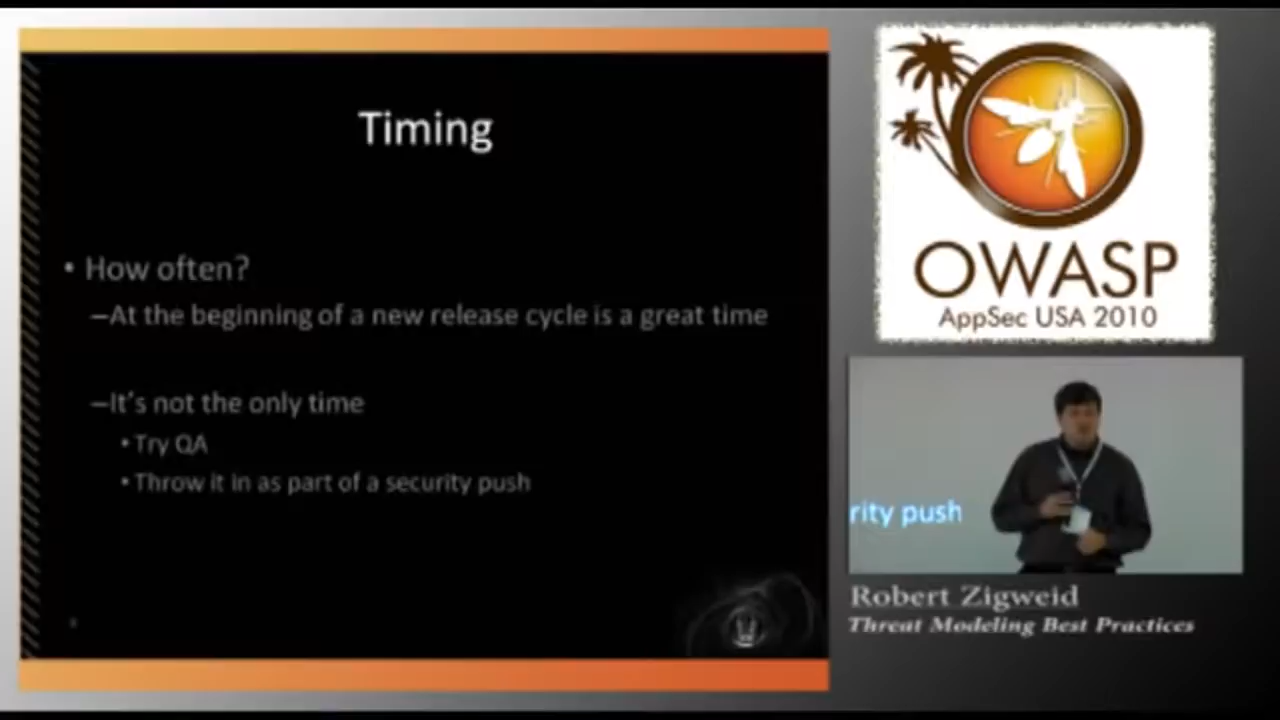 Timing
• How often?
–At the beginning of a new release cycle is a great time
–It's not the only time
• Try QA
• Throw it in as part of a security push
OWASP
AppSec USA 2010
rity push
Robert Zigweid
Threat Modeling Best Practices